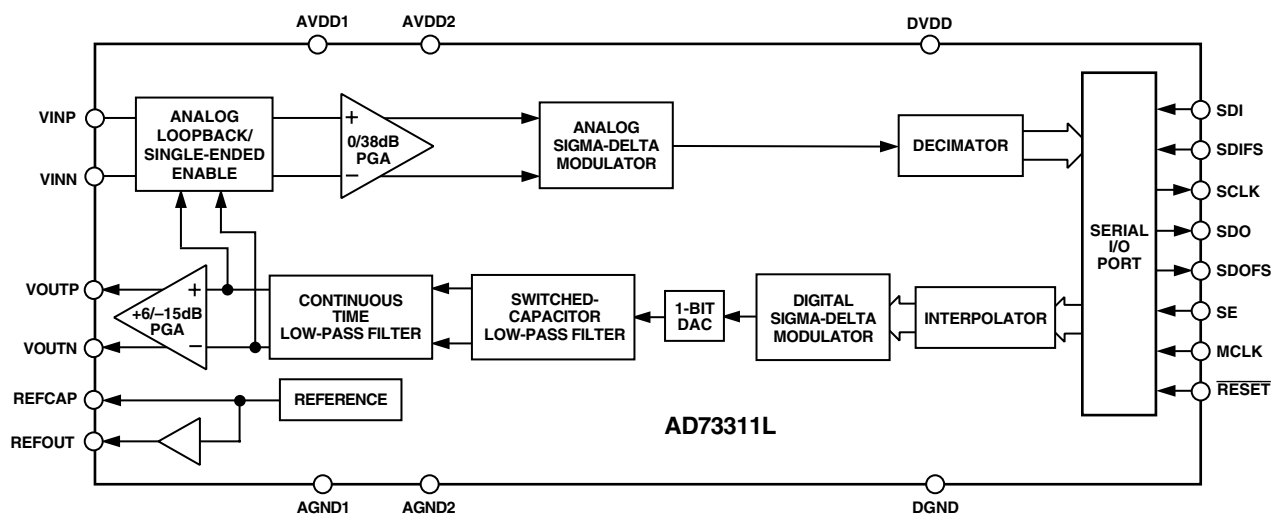 AVDD1
AVDD2
DVDD
VINP
VINN
ANALOG
LOOPBACK/
SINGLE-ENDED
ENABLE
+
0/38dB
PGA
–
ANALOG
SIGMA-DELTA
MODULATOR
DECIMATOR
SERIAL
I/O
PORT
SDI
SDIFS
SCLK
SDO
SDOFS
SE
MCLK
RESET
VOUTP
VOUTN
+
+6/–15dB
PGA
–
CONTINUOUS
TIME
LOW-PASS FILTER
SWITCHED-
CAPACITOR
LOW-PASS FILTER
1-BIT
DAC
DIGITAL
SIGMA-DELTA
MODULATOR
INTERPOLATOR
REFCAP
REFOUT
REFERENCE
AD73311L
AGND1
AGND2
DGND